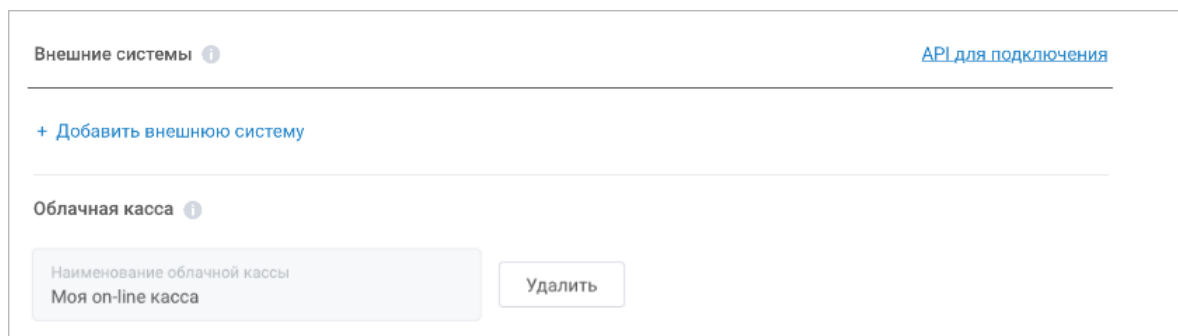 Внешние системы
API для подключения
+ Добавить внешнюю систему
Облачная касса
Наименование облачной кассы
Моя on-line касса
Удалить